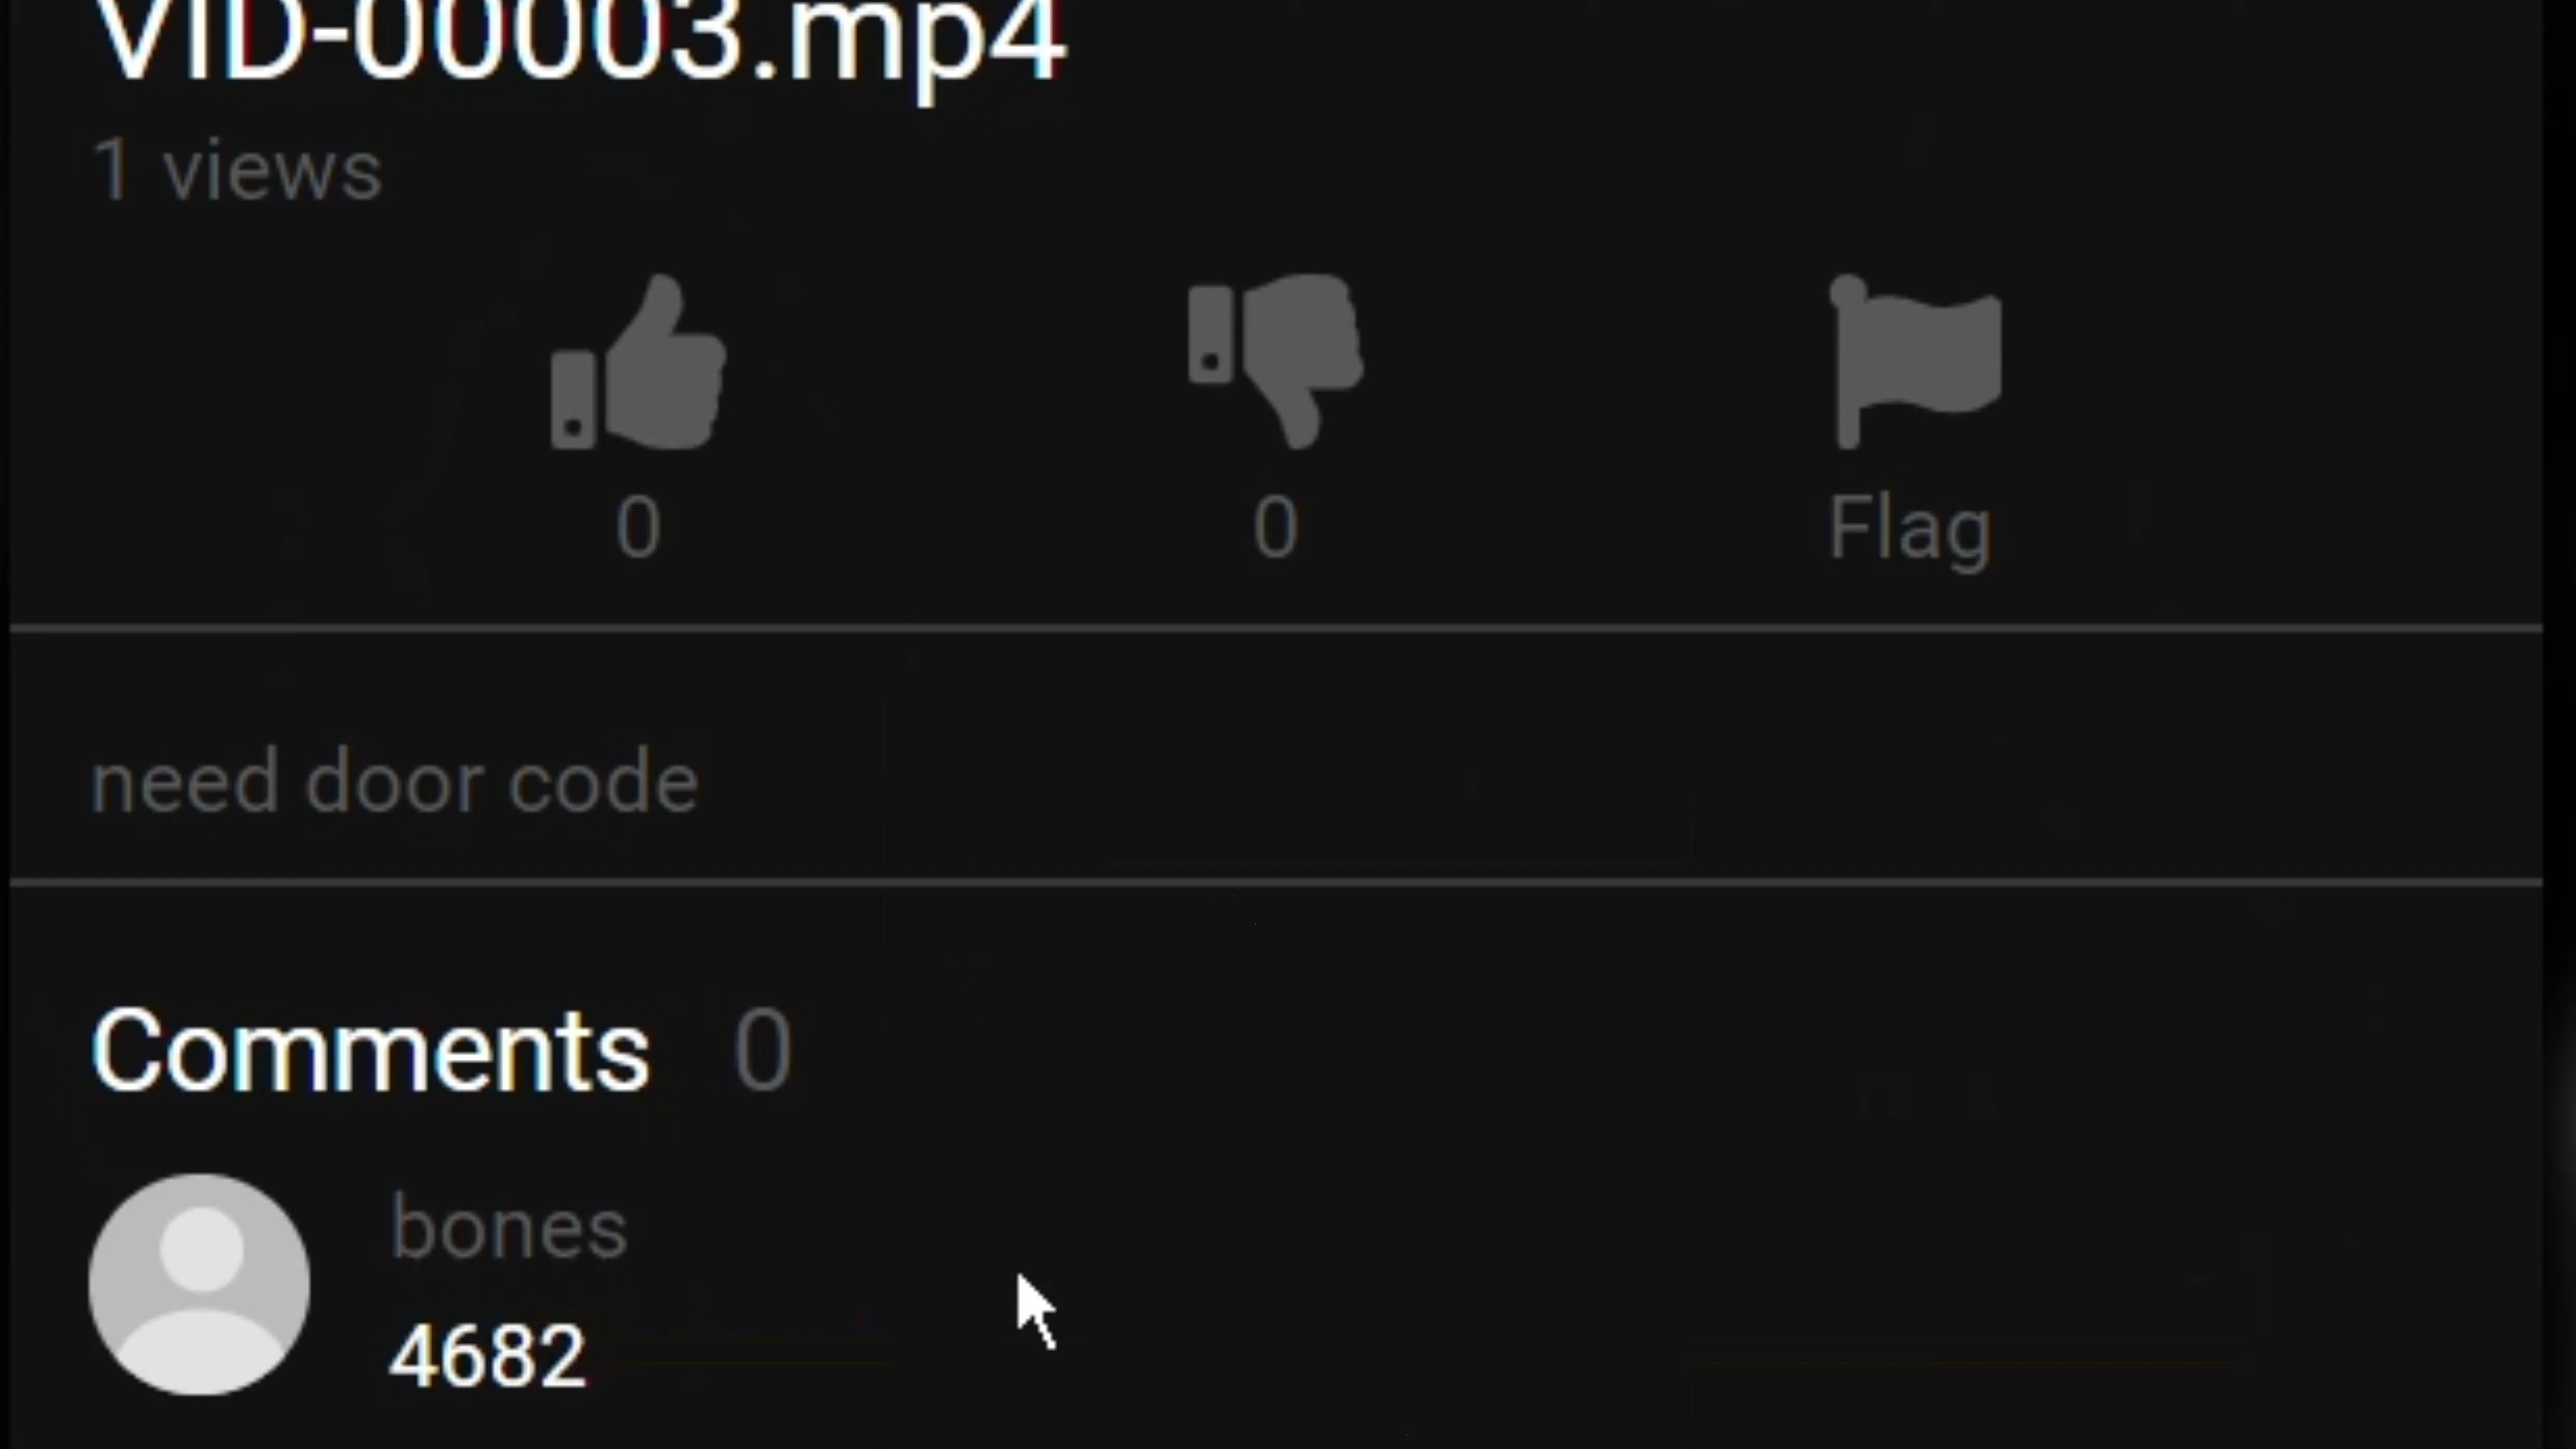 VID-00003.mp4
1 views
0 0 Flag
need door code
Comments 0
bones
4682